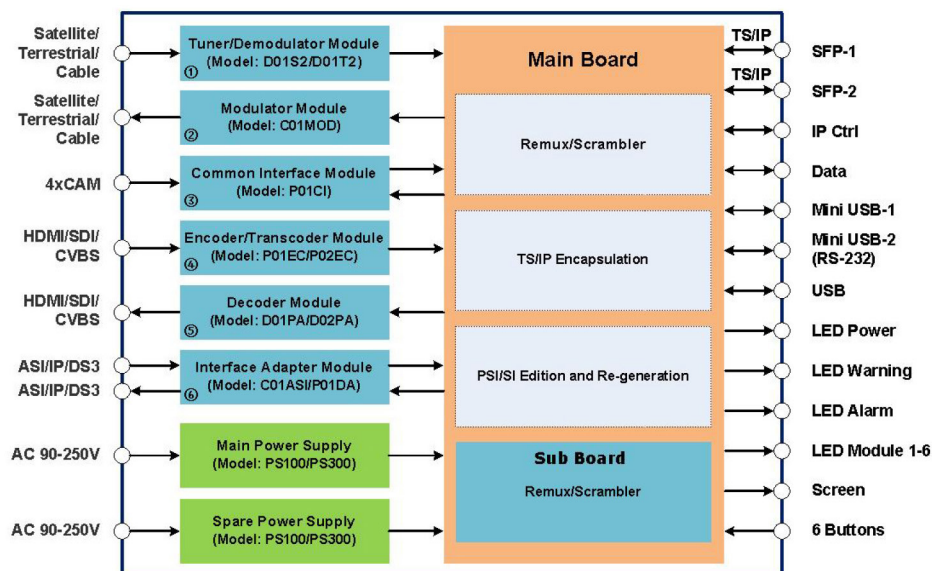 Satellite/
Terrestrial/
Cable
Tuner/Demodulator Module
(Model: D01S2/D01T2)
①
Satellite/
Terrestrial/
Cable
Modulator Module
(Model: C01MOD)
②
4xCAM
Common Interface Module
(Model: P01CI)
③
HDMI/SDI/
CVBS
Encoder/Transcoder Module
(Model: P01EC/P02EC)
④
HDMI/SDI/
CVBS
Decoder Module
(Model: D01PA/D02PA)
⑤
ASI/IP/DS3
ASI/IP/DS3
Interface Adapter Module
(Model: C01ASI/P01DA)
⑥
AC 90-250V
Main Power Supply
(Model: PS100/PS300)
AC 90-250V
Spare Power Supply
(Model: PS100/PS300)
Main Board
Remux/Scrambler
TS/IP Encapsulation
PSI/SI Edition and Re-generation
Sub Board
Remux/Scrambler
TS/IP
SFP-1
TS/IP
SFP-2
IP Ctrl
Data
Mini USB-1
Mini USB-2
(RS-232)
USB
LED Power
LED Warning
LED Alarm
LED Module 1-6
Screen
6 Buttons